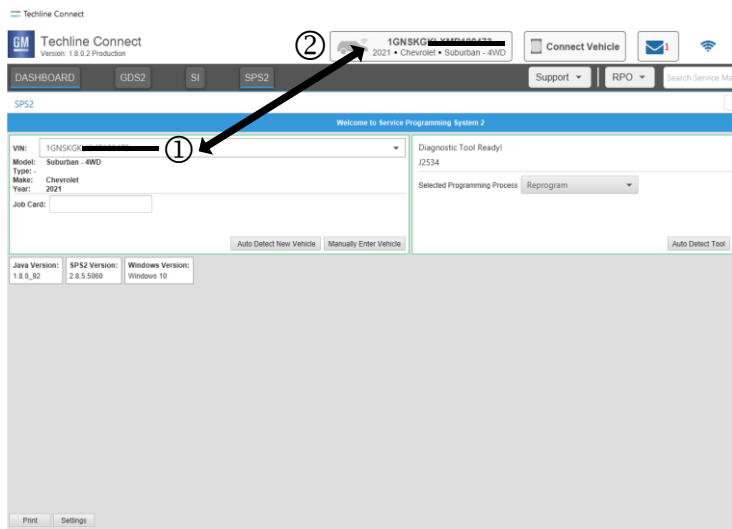 Techline Connect
GM
Techline Connect
Version: 1.8.0.2 Production
②
2021 • Chevrolet • Suburban - 4WD
Connect Vehicle
1
DASHBOARD
GDS2
SI
SPS2
Support
RPO
Search Service Ma
SPS2
Welcome to Service Programming System 2
VIN:
①
Model: Suburban - 4WD
Type: -
Make: Chevrolet
Year: 2021
Job Card:
Auto Detect New Vehicle
Manually Enter Vehicle
Diagnostic Tool Ready!
J2534
Selected Programming Process
Reprogram
Auto Detect Tool
Java Version:
1.8.0_92
SPS2 Version:
2.8.5.5060
Windows Version:
Windows 10
Print
Settings